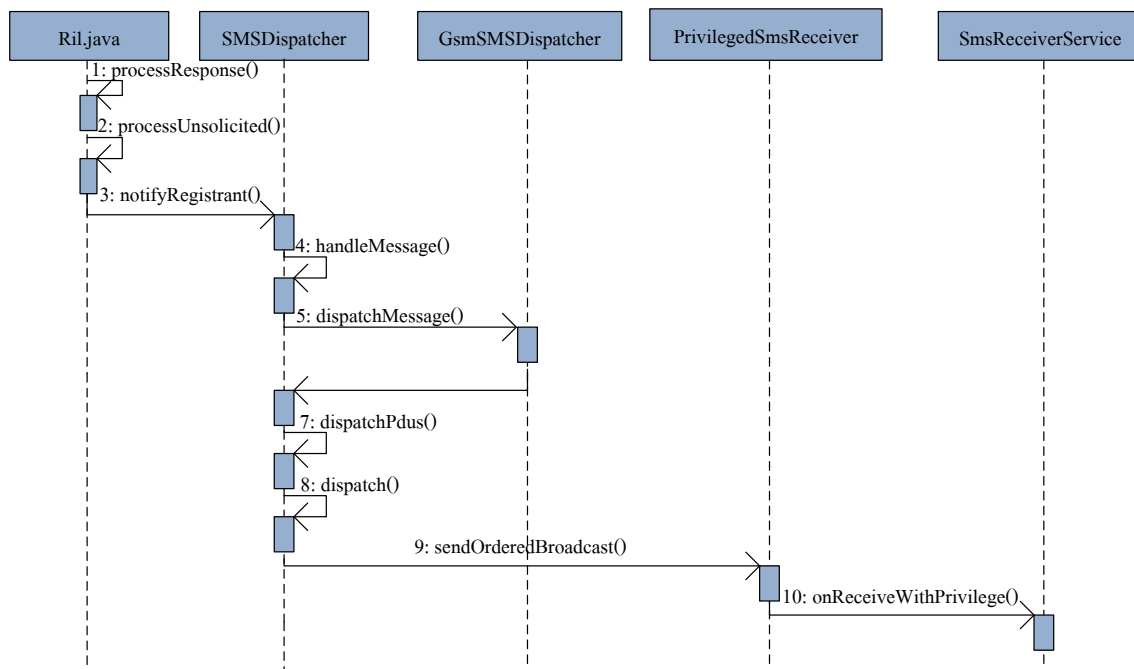 Ril.java
SMSDispatcher
GsmSMSDispatcher
PrivilegedSmsReceiver
SmsReceiverService
1: processResponse()
2: processUnsolicited()
3: notifyRegistrant()
4: handleMessage()
5: dispatchMessage()
7: dispatchPdus()
8: dispatch()
9: sendOrderedBroadcast()
10: onReceiveWithPrivilege()